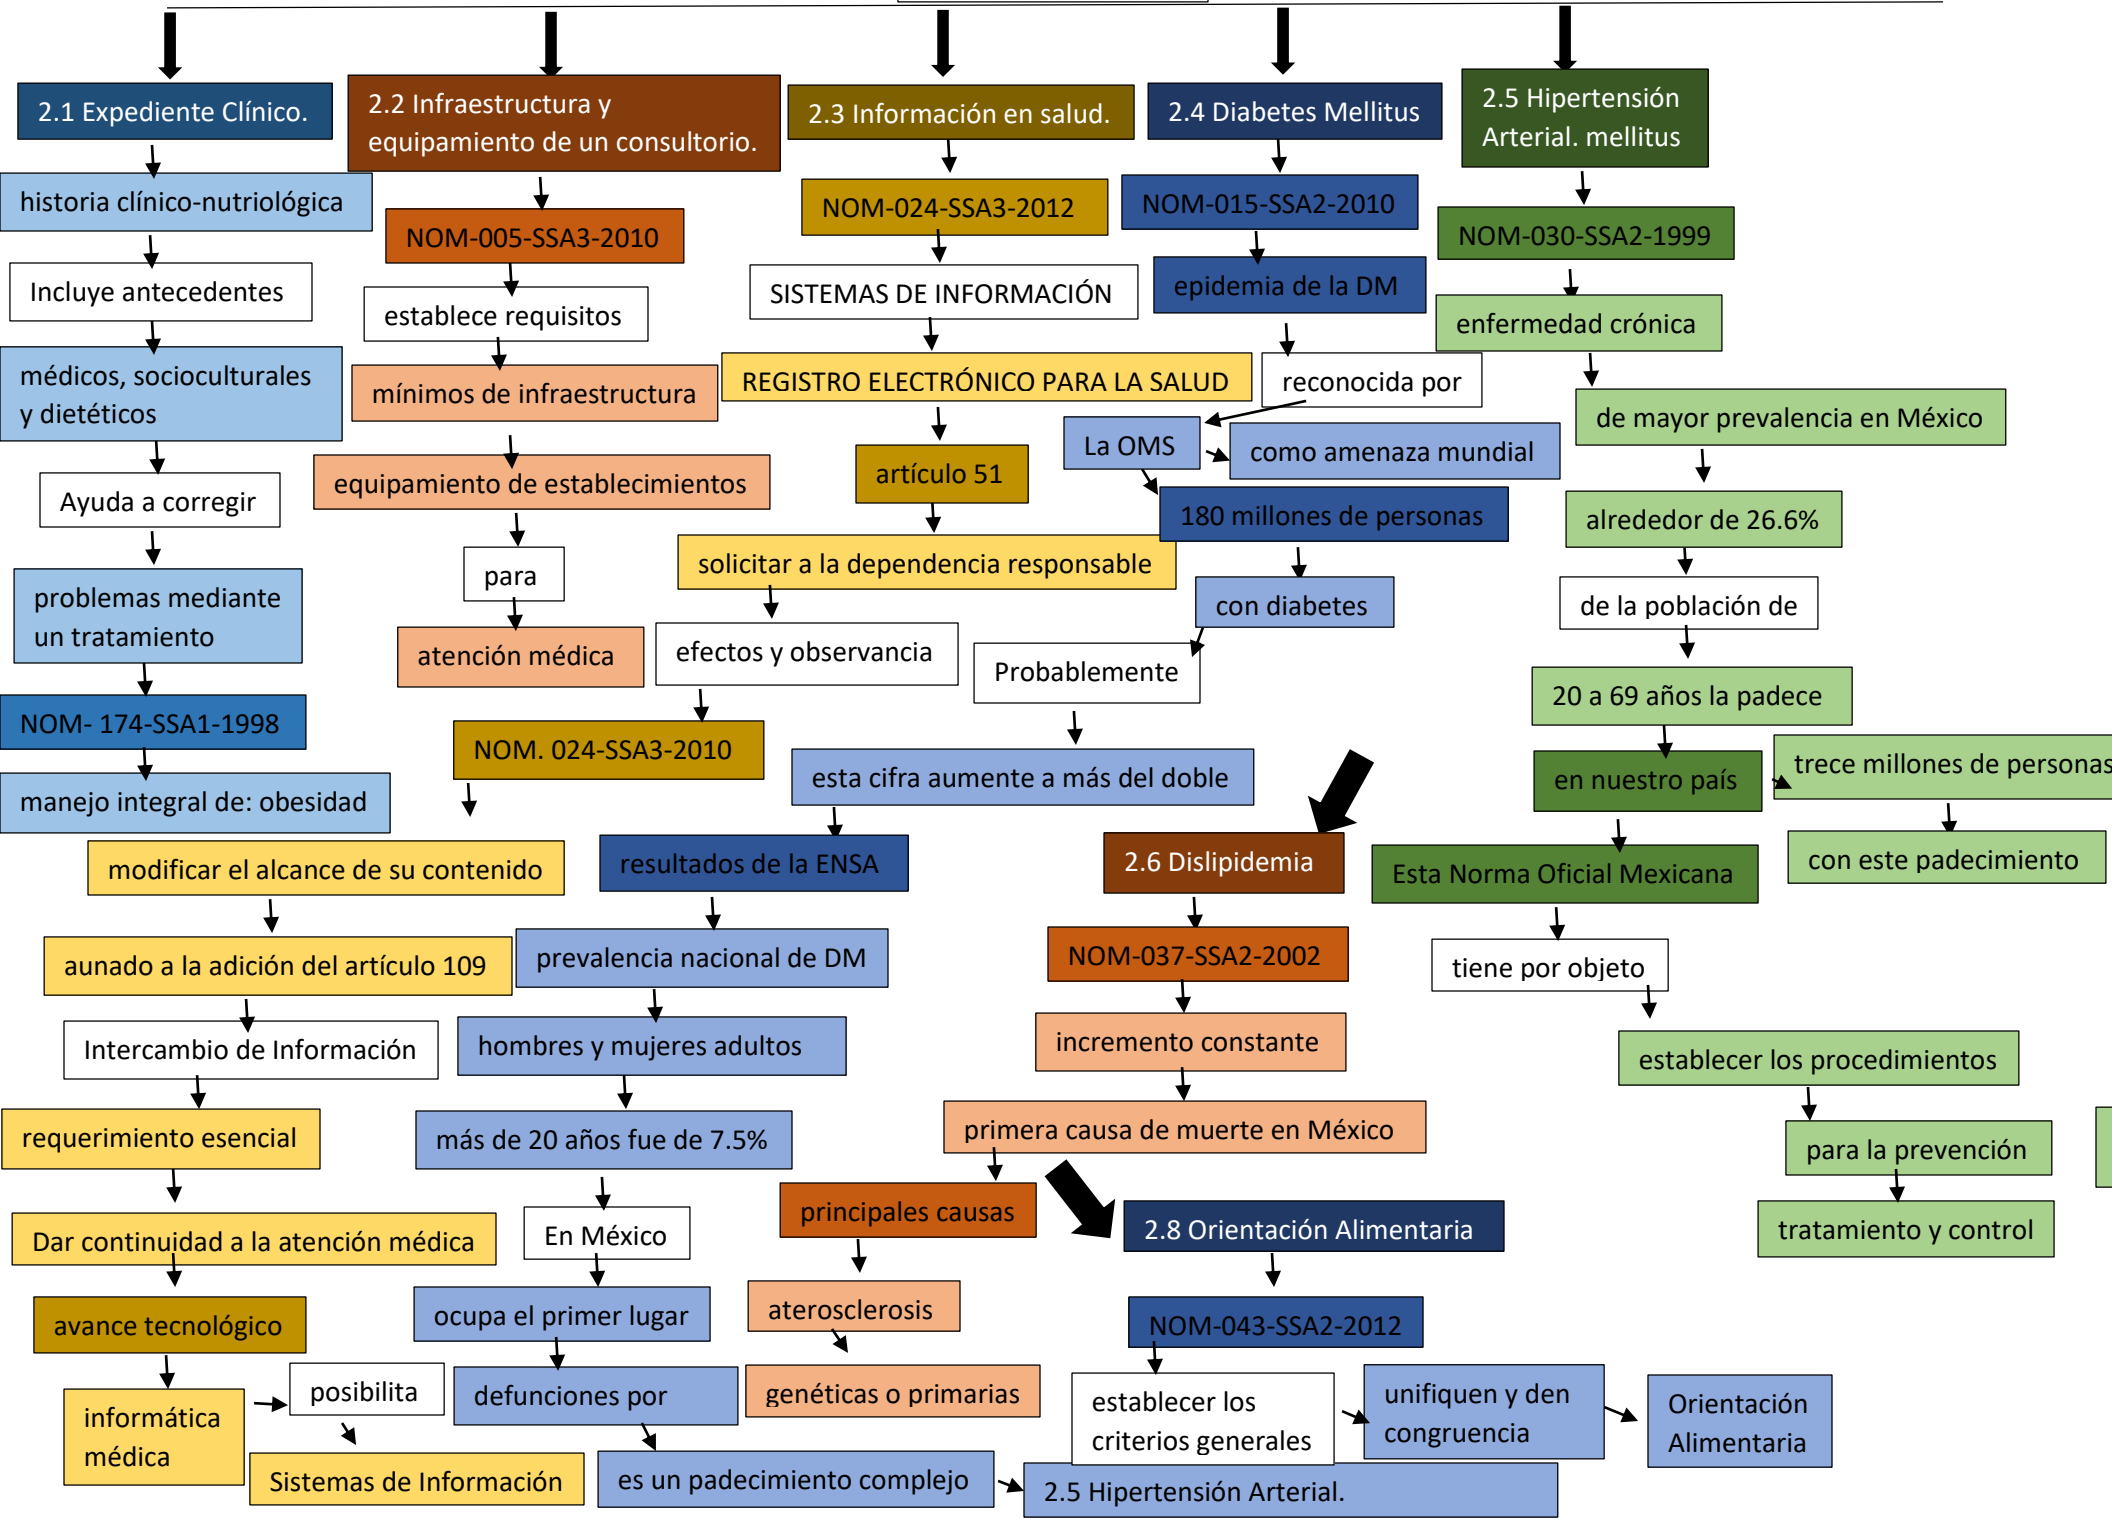 2.1 Expediente Clínico.
historia clínico-nutriológica
Incluye antecedentes
médicos, socioculturales
y dietéticos
Ayuda a corregir
problemas mediante
un tratamiento
NOM- 174-SSA1-1998
manejo integral de: obesidad
2.2 Infraestructura y
equipamiento de un consultorio.
NOM-005-SSA3-2010
establece requisitos
mínimos de infraestructura
equipamiento de establecimientos
para
atención médica
2.3 Información en salud.
NOM-024-SSA3-2012
SISTEMAS DE INFORMACIÓN
REGISTRO ELECTRÓNICO PARA LA SALUD
artículo 51
solicitar a la dependencia responsable
efectos y observancia
NOM. 024-SSA3-2010
modificar el alcance de su contenido
aunado a la adición del artículo 109
Intercambio de Información
requerimiento esencial
Dar continuidad a la atención médica
avance tecnológico
informática
médica
posibilita
Sistemas de Información
2.4 Diabetes Mellitus
NOM-015-SSA2-2010
epidemia de la DM
reconocida por
La OMS
como amenaza mundial
180 millones de personas
con diabetes
Probablemente
esta cifra aumente a más del doble
resultados de la ENSA
prevalencia nacional de DM
hombres y mujeres adultos
más de 20 años fue de 7.5%
En México
ocupa el primer lugar
defunciones por
es un padecimiento complejo
2.5 Hipertensión Arterial.
2.5 Hipertensión
Arterial. mellitus
NOM-030-SSA2-1999
enfermedad crónica
de mayor prevalencia en México
alrededor de 26.6%
de la población de
20 a 69 años la padece
en nuestro país
trece millones de personas
con este padecimiento
Esta Norma Oficial Mexicana
tiene por objeto
establecer los procedimientos
para la prevención
tratamiento y control
2.6 Dislipidemia
NOM-037-SSA2-2002
incremento constante
primera causa de muerte en México
principales causas
aterosclerosis
genéticas o primarias
2.8 Orientación Alimentaria
NOM-043-SSA2-2012
establecer los
criterios generales
unifiquen y den
congruencia
Orientación
Alimentaria